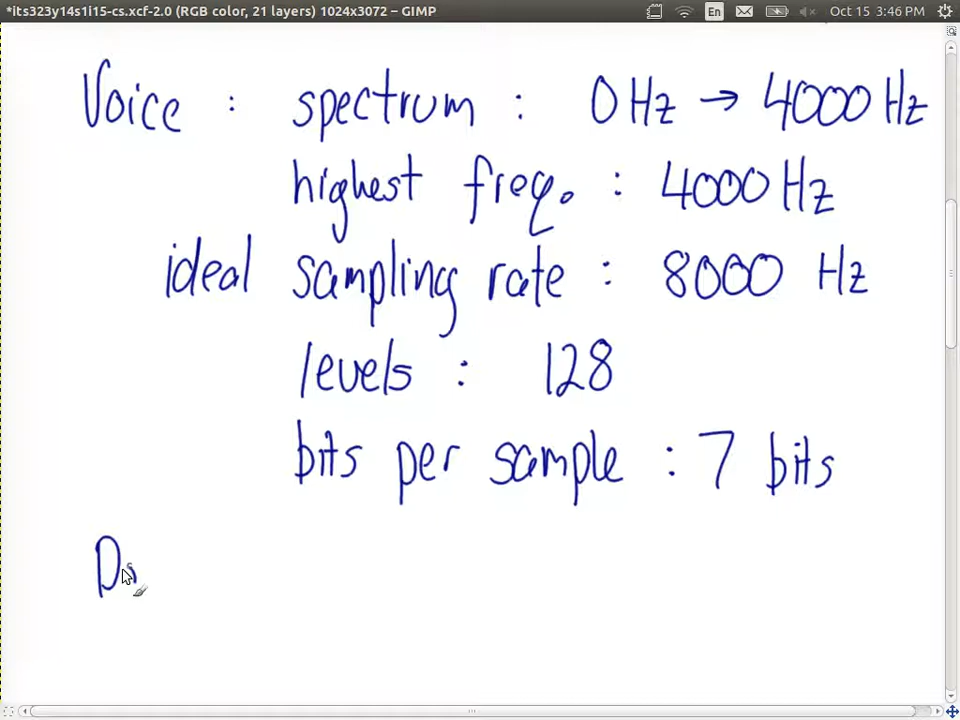 *its323y14s1l15-cs.xcf-2.0 (RGB color, 21 layers) 1024x3072 – GIMP En Oct 15 3:46 PM
Voice : spectrum : 0 Hz → 4000 Hz
highest freq. : 4000 Hz
ideal sampling rate : 8000 Hz
levels : 128
bits per sample : 7 bits
Da